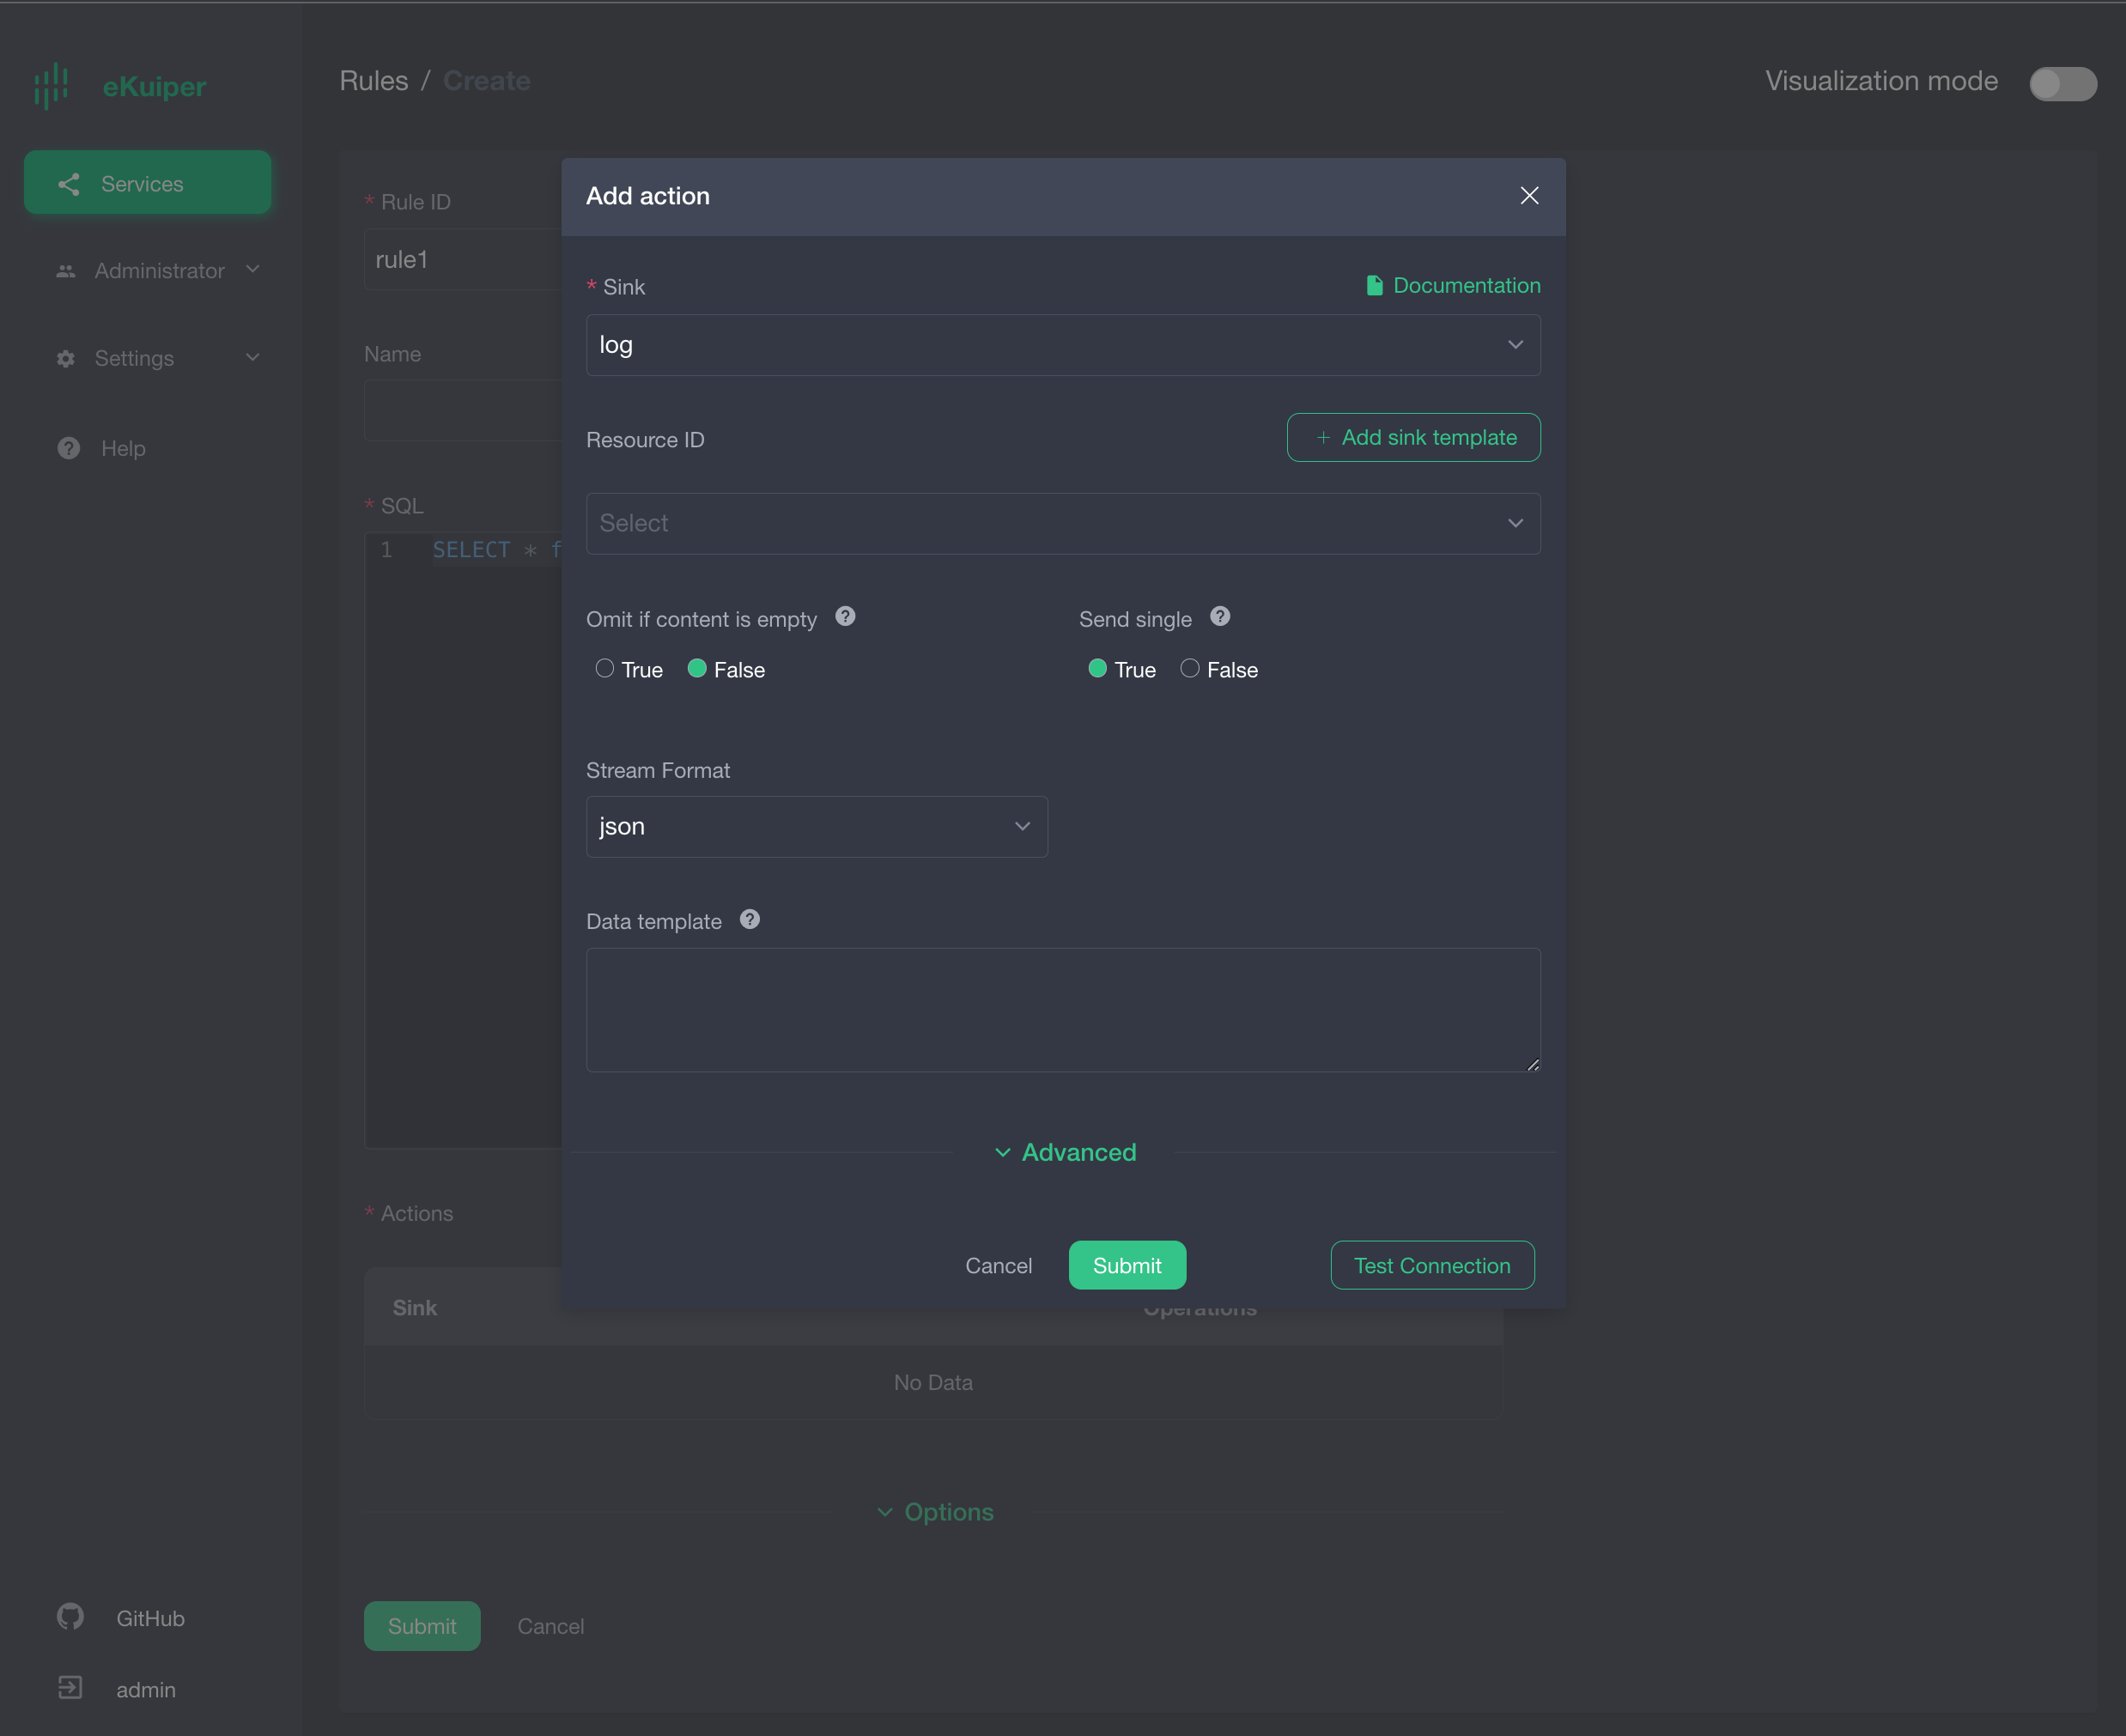 eKuiper
Services
Administrator
Settings
Help
GitHub
admin
Rules / Create
Visualization mode
* Rule ID
rule1
Name
* SQL
1 SELECT * f
* Actions
Sink Operations
No Data
Options
Submit Cancel
Add action
* Sink
Documentation
log
Resource ID
+ Add sink template
Select
Omit if content is empty ?
True False
Send single ?
True False
Stream Format
json
Data template ?
Advanced
Cancel Submit Test Connection